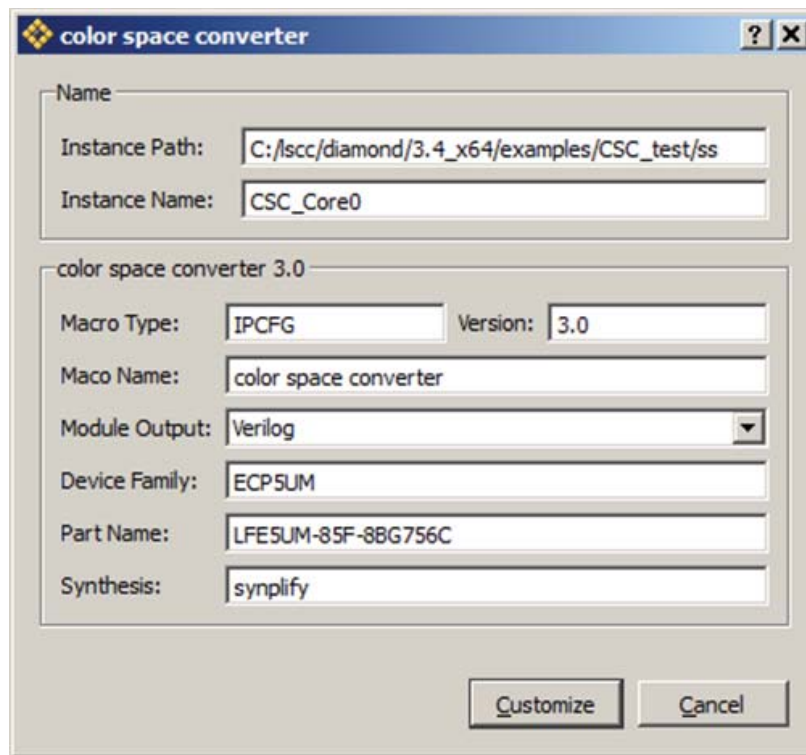 color space converter
Name
Instance Path: C:/lscc/diamond/3.4_x64/examples/CSC_test/ss
Instance Name: CSC_Core0
color space converter 3.0
Macro Type: IPCFG Version: 3.0
Maco Name: color space converter
Module Output: Verilog
Device Family: ECP5UM
Part Name: LFE5UM-85F-8BG756C
Synthesis: synplify
Customize Cancel